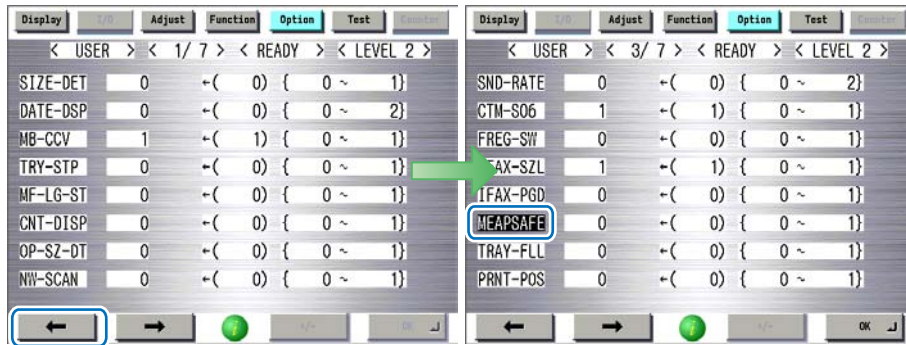 Display I/O Adjust Function Option Test Counter
< USER > < 1/ 7 > < READY > < LEVEL 2 >
SIZE-DET 0 ←( 0) { 0 ~ 1}
DATE-DSP 0 ←( 0) { 0 ~ 2}
MB-CCV 1 ←( 1) { 0 ~ 1}
TRY-STP 0 ←( 0) { 0 ~ 1}
MF-LG-ST 0 ←( 0) { 0 ~ 1}
CNT-DISP 0 ←( 0) { 0 ~ 1}
OP-SZ-DT 0 ←( 0) { 0 ~ 1}
NW-SCAN 0 ←( 0) { 0 ~ 1}
← → i +/- OK
Display I/O Adjust Function Option Test Counter
< USER > < 3/ 7 > < READY > < LEVEL 2 >
SND-RATE 0 ←( 0) { 0 ~ 2}
CTM-S06 1 ←( 1) { 0 ~ 1}
FREG-SW 0 ←( 0) { 0 ~ 1}
FAX-SZL 1 ←( 1) { 0 ~ 1}
IFAX-PGD 0 ←( 0) { 0 ~ 1}
MEAPSAFE 0 ←( 0) { 0 ~ 1}
TRAY-FLL 0 ←( 0) { 0 ~ 1}
PRNT-POS 0 ←( 0) { 0 ~ 1}
← → i +/- OK